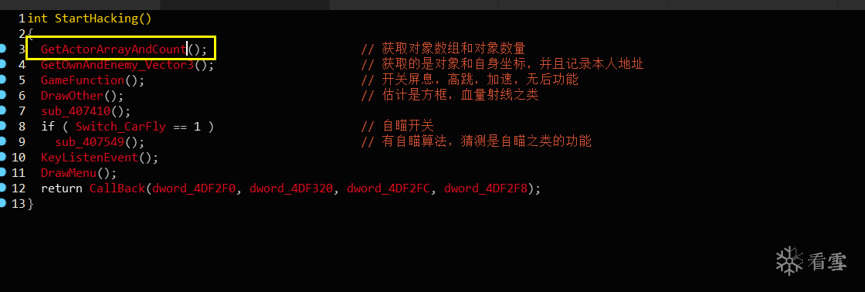 1 int StartHacking()
2 {
3 GetActorArrayAndCount(); // 获取对象数组和对象数量
4 GetOwnAndEnemy_Vector3(); // 获取的是对象和自身坐标，并且记录本人地址
5 GameFunction(); // 开关屏息，高跳，加速，无后功能
6 DrawOther(); // 估计是方框，血量射线之类
7 sub_407410();
8 if ( Switch_CarFly == 1 ) // 自瞄开关
9 sub_407549(); // 有自瞄算法，猜测是自瞄之类的功能
10 KeyListenEvent();
11 DrawMenu();
12 return CallBack(dword_4DF2F0, dword_4DF320, dword_4DF2FC, dword_4DF2F8);
13 }
看雪